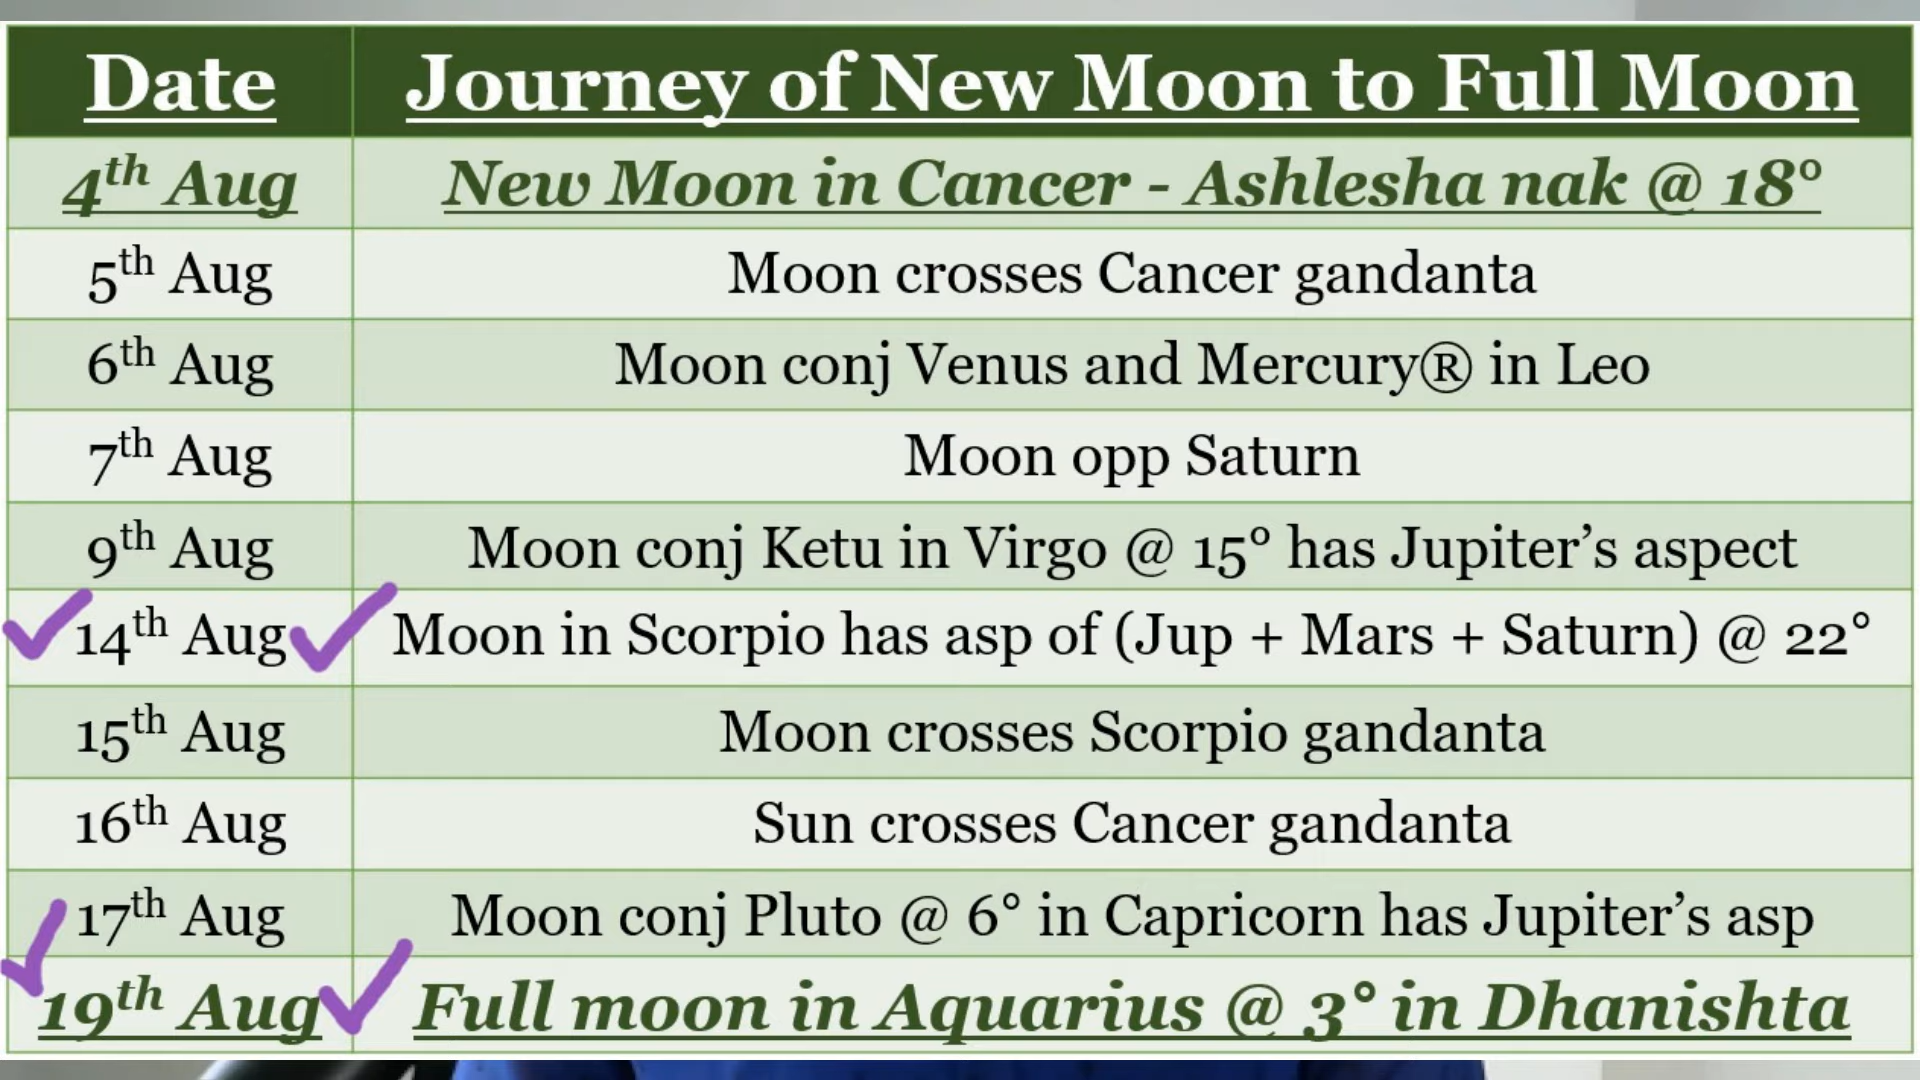 Date Journey of New Moon to Full Moon
4th Aug New Moon in Cancer - Ashlesha nak @ 18°
5th Aug Moon crosses Cancer gandanta
6th Aug Moon conj Venus and Mercury® in Leo
7th Aug Moon opp Saturn
9th Aug Moon conj Ketu in Virgo @ 15° has Jupiter’s aspect
14th Aug Moon in Scorpio has asp of (Jup + Mars + Saturn) @ 22°
15th Aug Moon crosses Scorpio gandanta
16th Aug Sun crosses Cancer gandanta
17th Aug Moon conj Pluto @ 6° in Capricorn has Jupiter’s asp
19th Aug Full moon in Aquarius @ 3° in Dhanishta